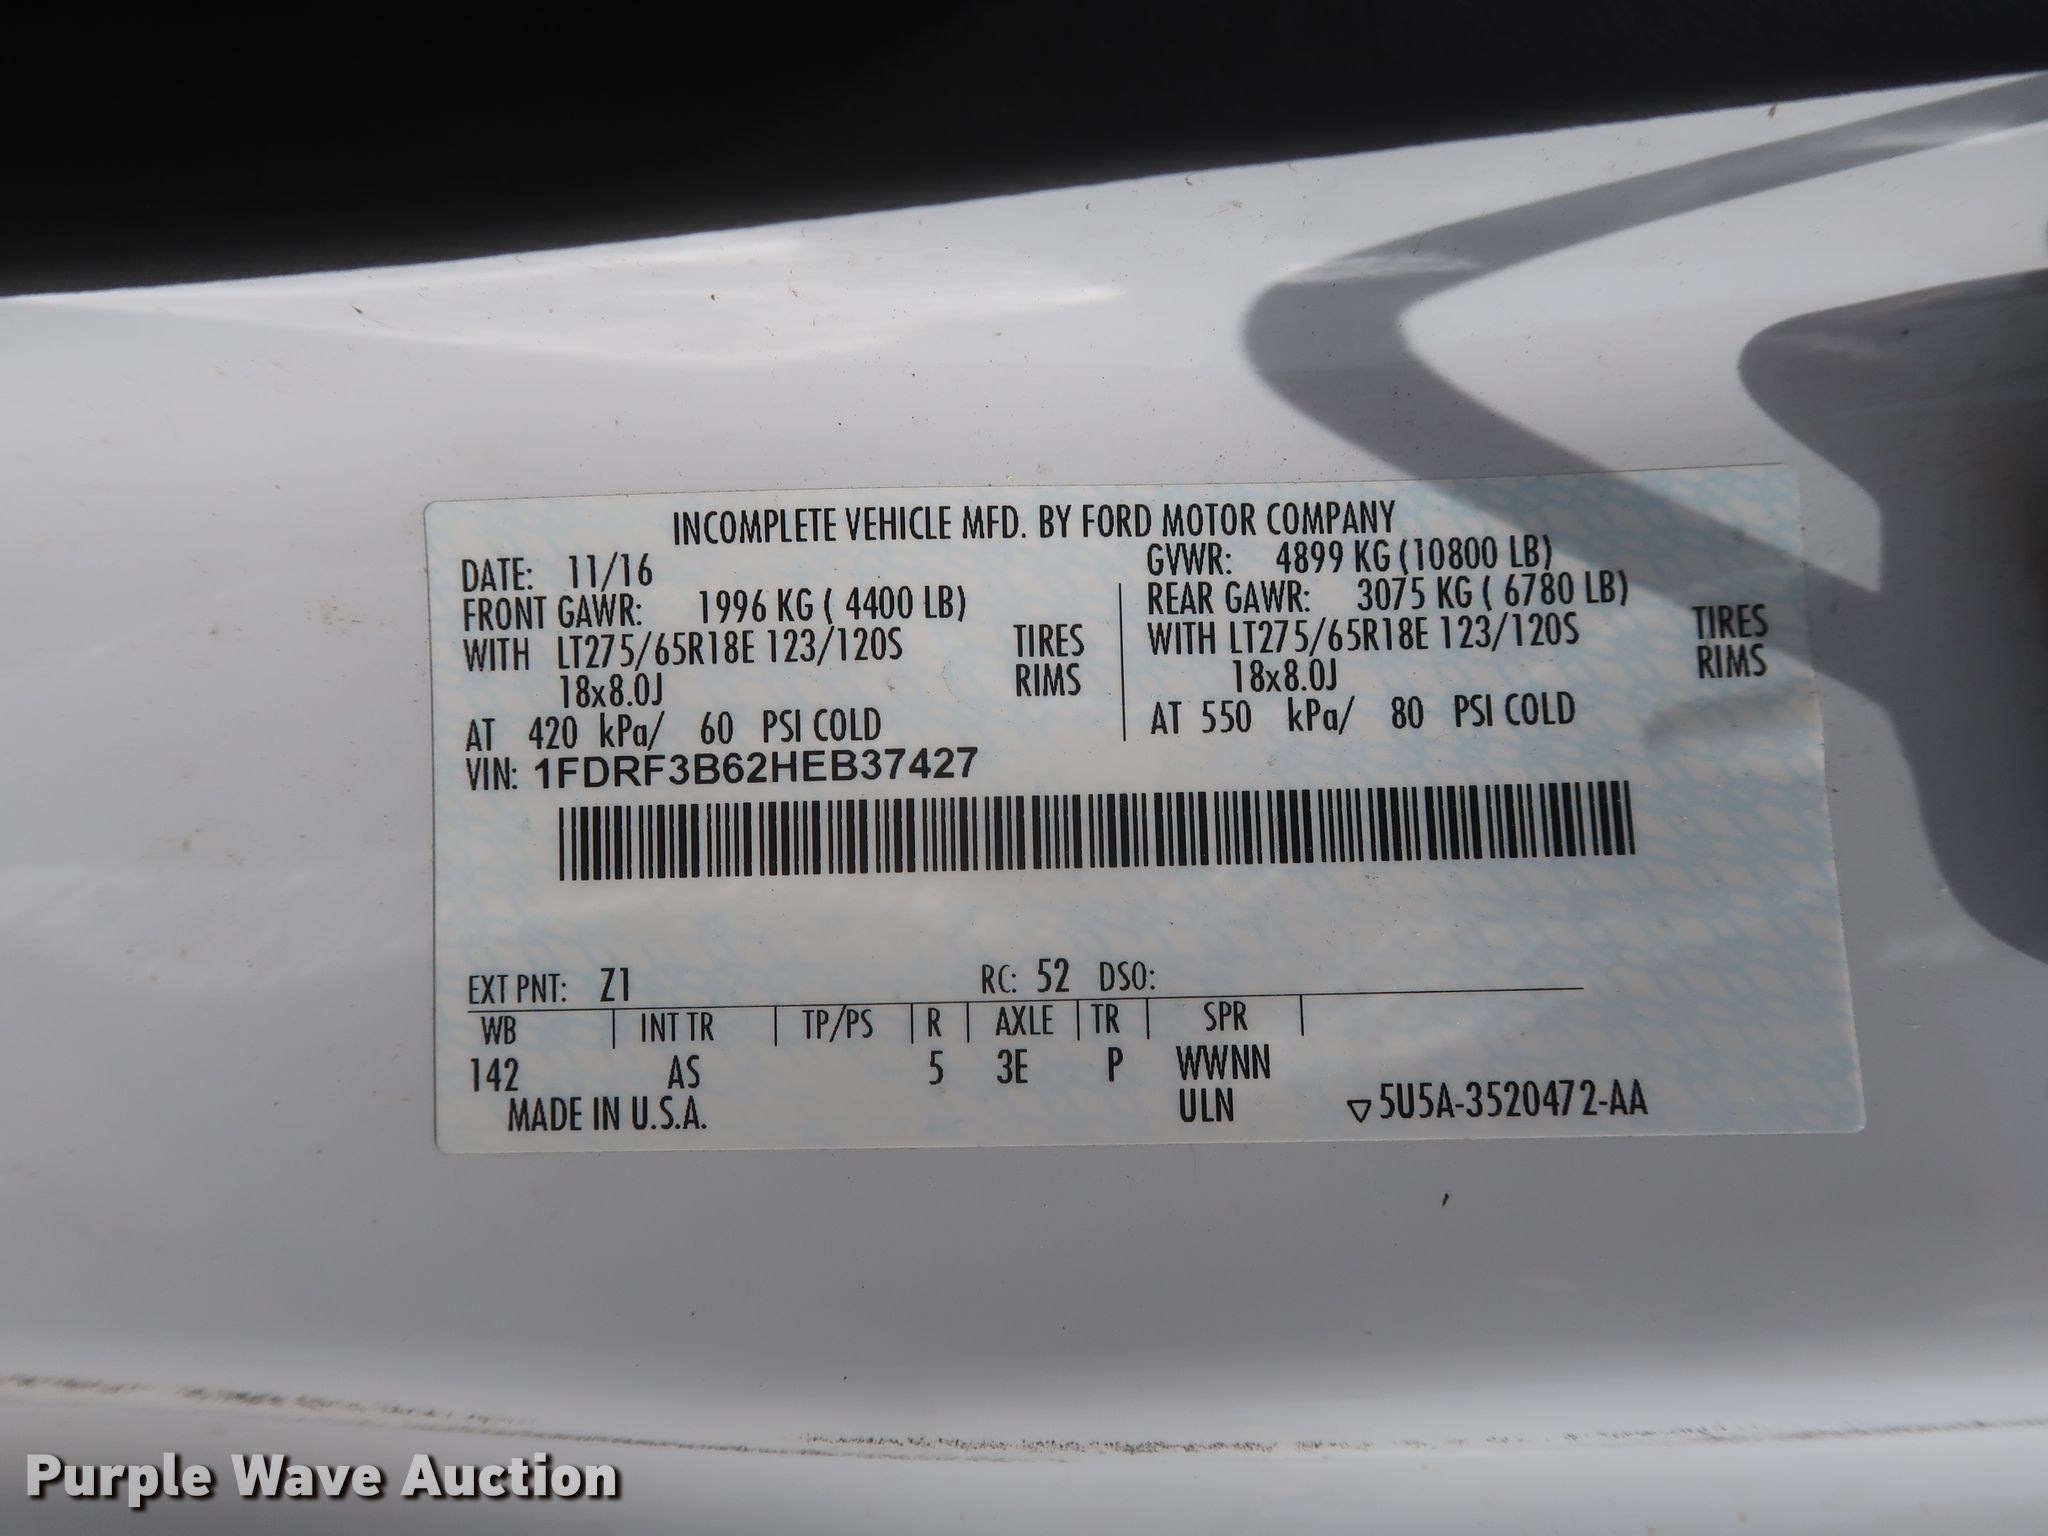 INCOMPLETE VEHICLE MFD. BY FORD MOTOR COMPANY
DATE: 11/16 GVWR: 4899 KG (10800 LB)
FRONT GAWR: 1996 KG ( 4400 LB) REAR GAWR: 3075 KG ( 6780 LB)
WITH LT275/65R18E 123/120S TIRES WITH LT275/65R18E 123/120S TIRES
18x8.0J RIMS 18x8.0J RIMS
AT 420 kPa/ 60 PSI COLD AT 550 kPa/ 80 PSI COLD
VIN: 1FDRF3B62HEB37427
EXT PNT: Z1 RC: 52 DSO:
WB INT TR TP/PS R AXLE TR SPR
142 AS 5 3E P WWNN
MADE IN U.S.A. ULN ▽5U5A-3520472-AA
Purple Wave Auction